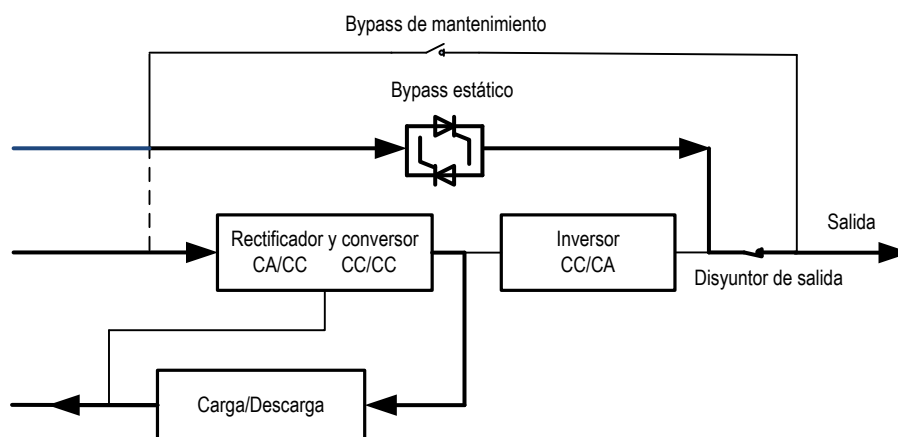 Bypass de mantenimiento
Bypass estático
Rectificador y conversor
CA/CC CC/CC
Inversor
CC/CA
Salida
Disyuntor de salida
Carga/Descarga